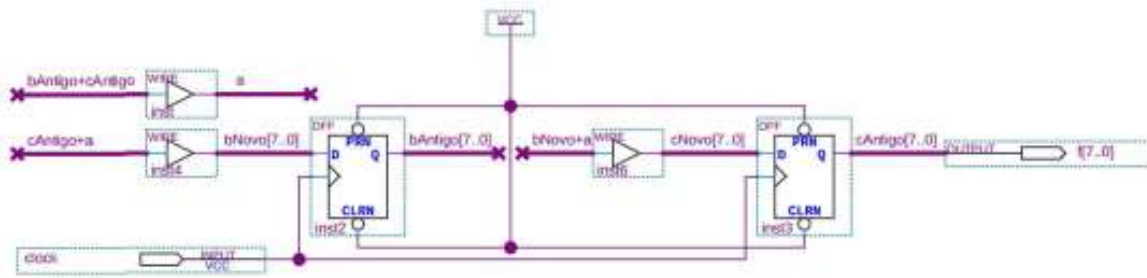 VCC
bAntigo+cAntigo
WIRE
a
inst
cAntigo+a
WIRE
inst4
bNovo[7..0]
DFF
PRN
D
Q
CLRN
inst2
bAntigo[7..0]
bNovo+a
WIRE
inst6
cNovo[7..0]
DFF
PRN
D
Q
CLRN
inst3
cAntigo[7..0]
OUTPUT
f[7..0]
clock
INPUT
VCC